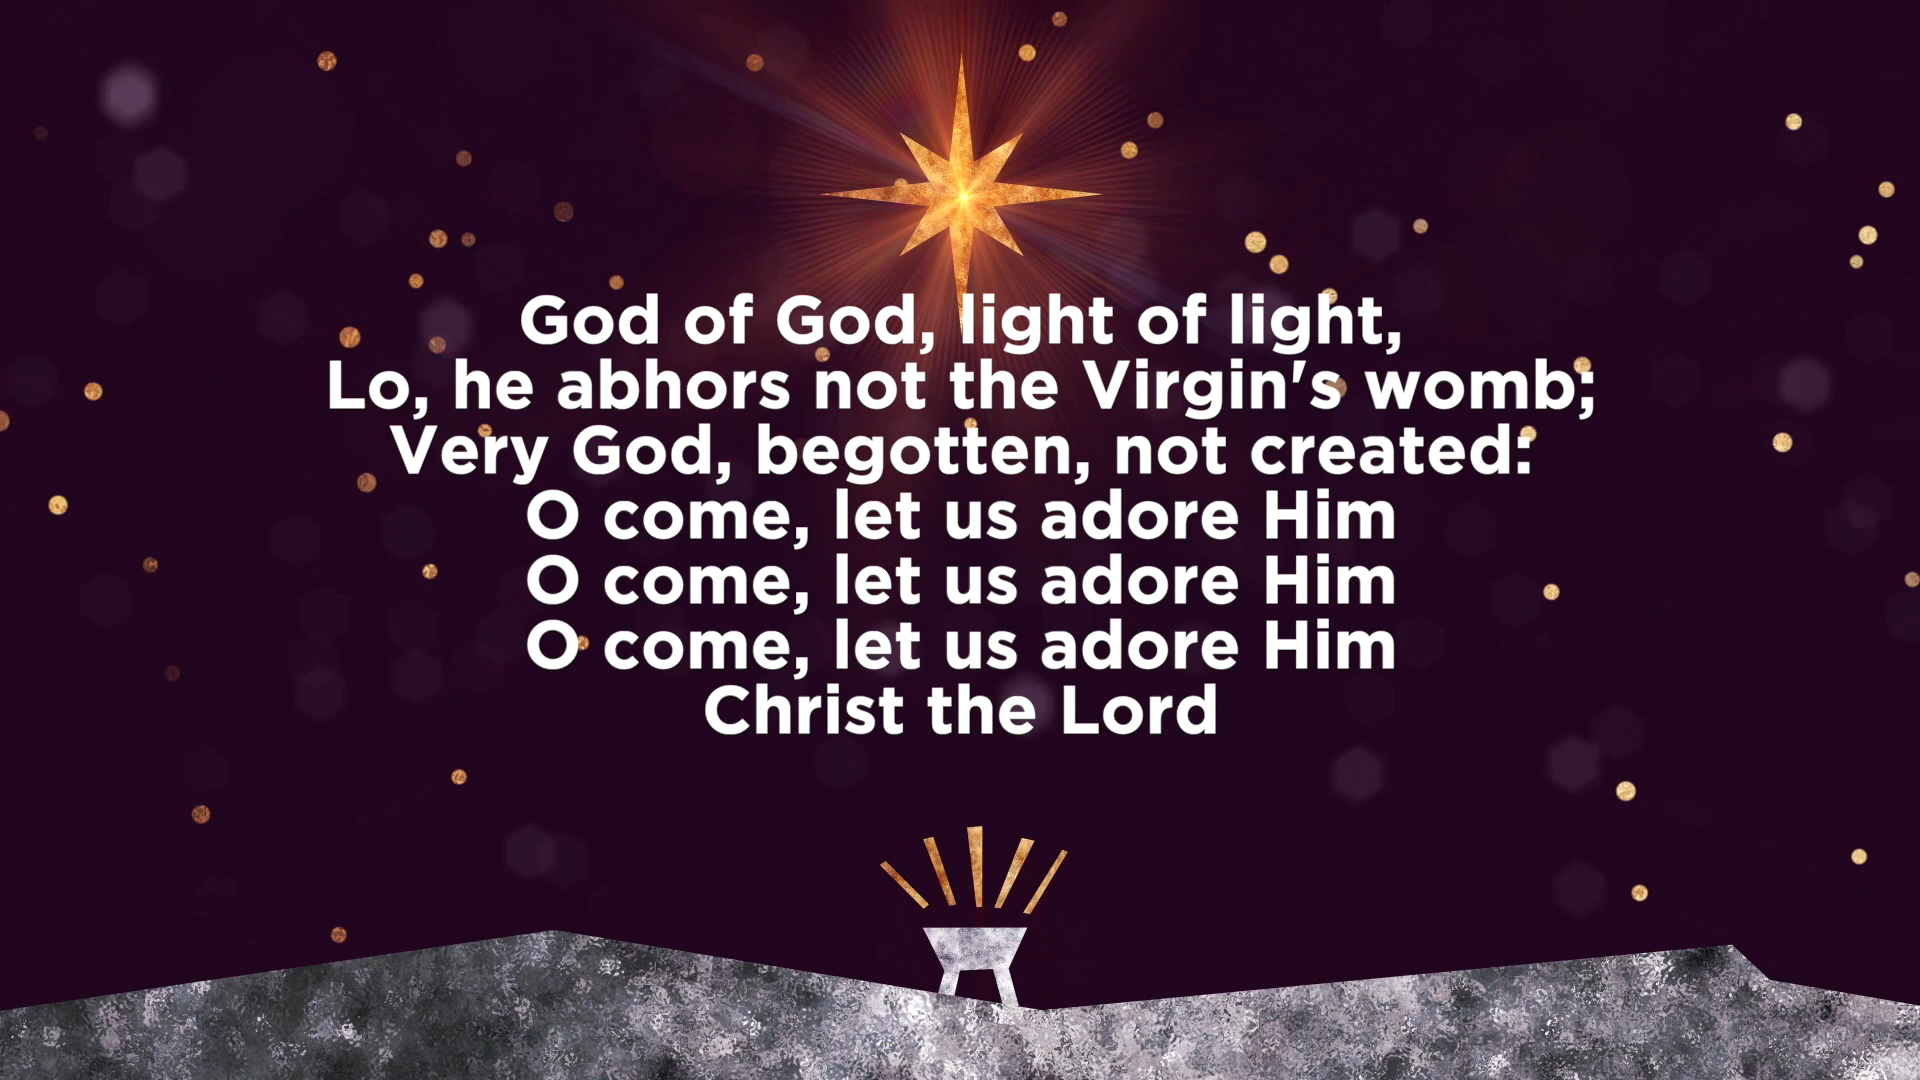 God of God, light of light,
Lo, he abhors not the Virgin's womb;
Very God, begotten, not created:
O come, let us adore Him
O come, let us adore Him
O come, let us adore Him
Christ the Lord